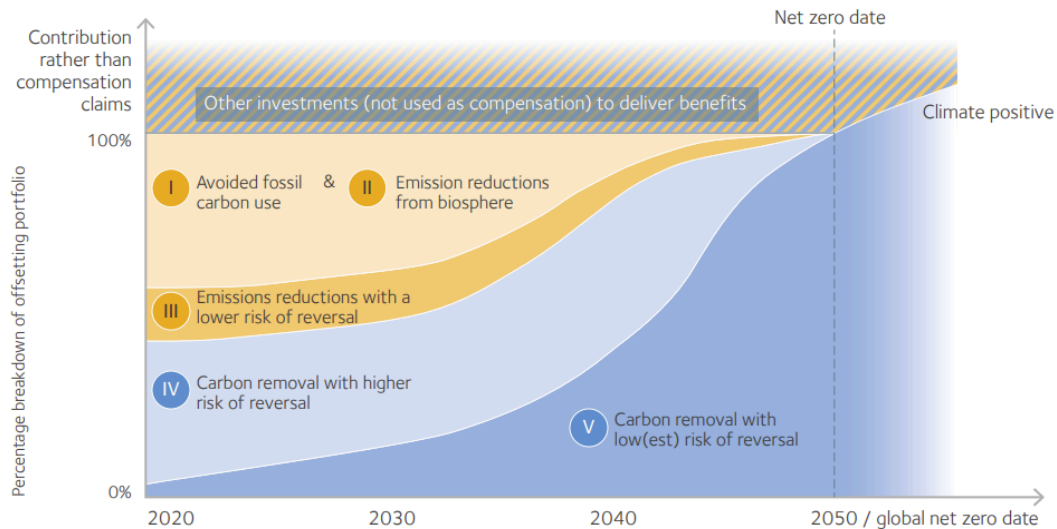 Net zero date
Contribution
rather than
compensation
claims
Other investments (not used as compensation) to deliver benefits
Climate positive
100%
I
Avoided fossil
carbon use
&
II
Emission reductions
from biosphere
III
Emissions reductions with a
lower risk of reversal
IV
Carbon removal with higher
risk of reversal
V
Carbon removal with
low(est) risk of reversal
Percentage breakdown of offsetting portfolio
0%
2020
2030
2040
2050 / global net zero date